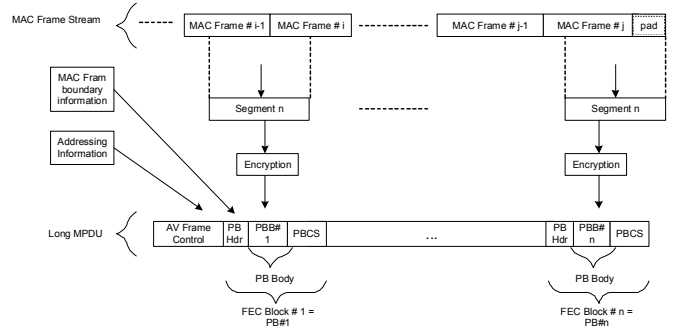 MAC Frame Stream
MAC Frame # i-1
MAC Frame # i
MAC Frame # j-1
MAC Frame # j
pad
MAC Fram
boundary
information
Segment n
Segment n
Addressing
Information
Encryption
Encryption
Long MPDU
AV Frame
Control
PB
Hdr
PBB#
1
PBCS
...
PB
Hdr
PBB#
n
PBCS
PB Body
PB Body
FEC Block # 1 =
PB#1
FEC Block # n =
PB#n